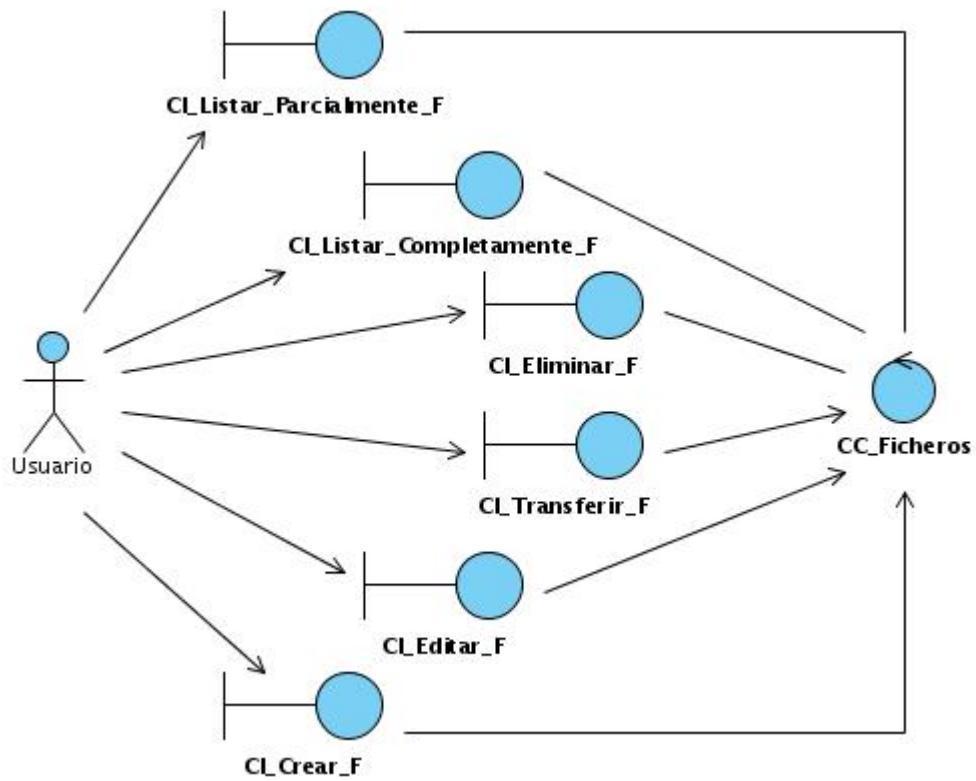 CI_Listar_Parcialmente_F
CI_Listar_Completamente_F
CI_Eliminar_F
Usuario
CC_Ficheros
CI_Transferir_F
CI_Editar_F
CI_Crear_F